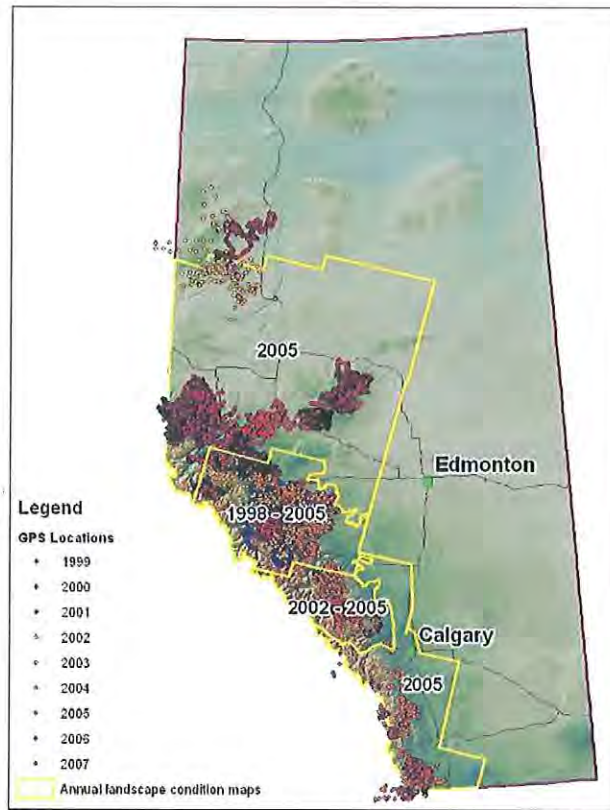 2005
Edmonton
1998 - 2005
2002 - 2005
Calgary
2005
Legend
GPS Locations
1999
2000
2001
2002
2003
2004
2005
2006
2007
Annual landscape condition maps